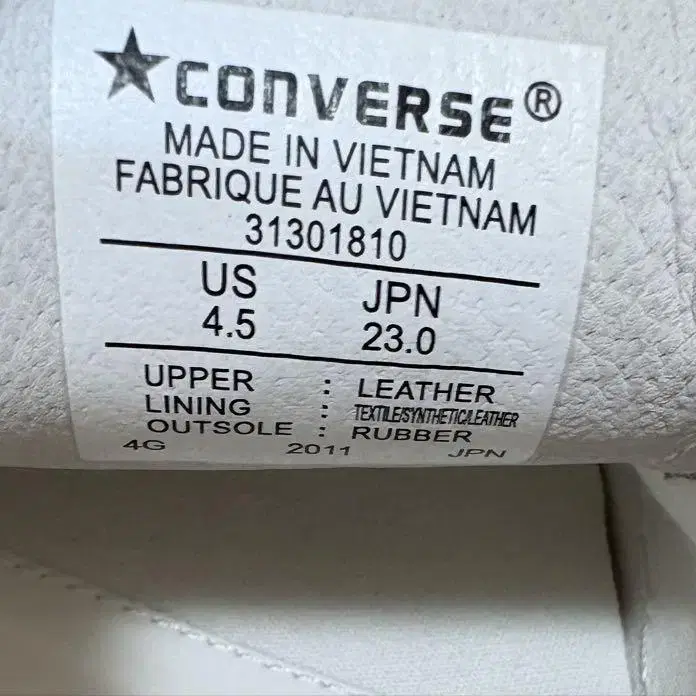 ★CONVERSE®
MADE IN VIETNAM
FABRIQUE AU VIETNAM
31301810
US JPN
4.5 23.0
UPPER : LEATHER
LINING : TEXTILE/SYNTHETIC/LEATHER
OUTSOLE : RUBBER
4G 2011 JPN